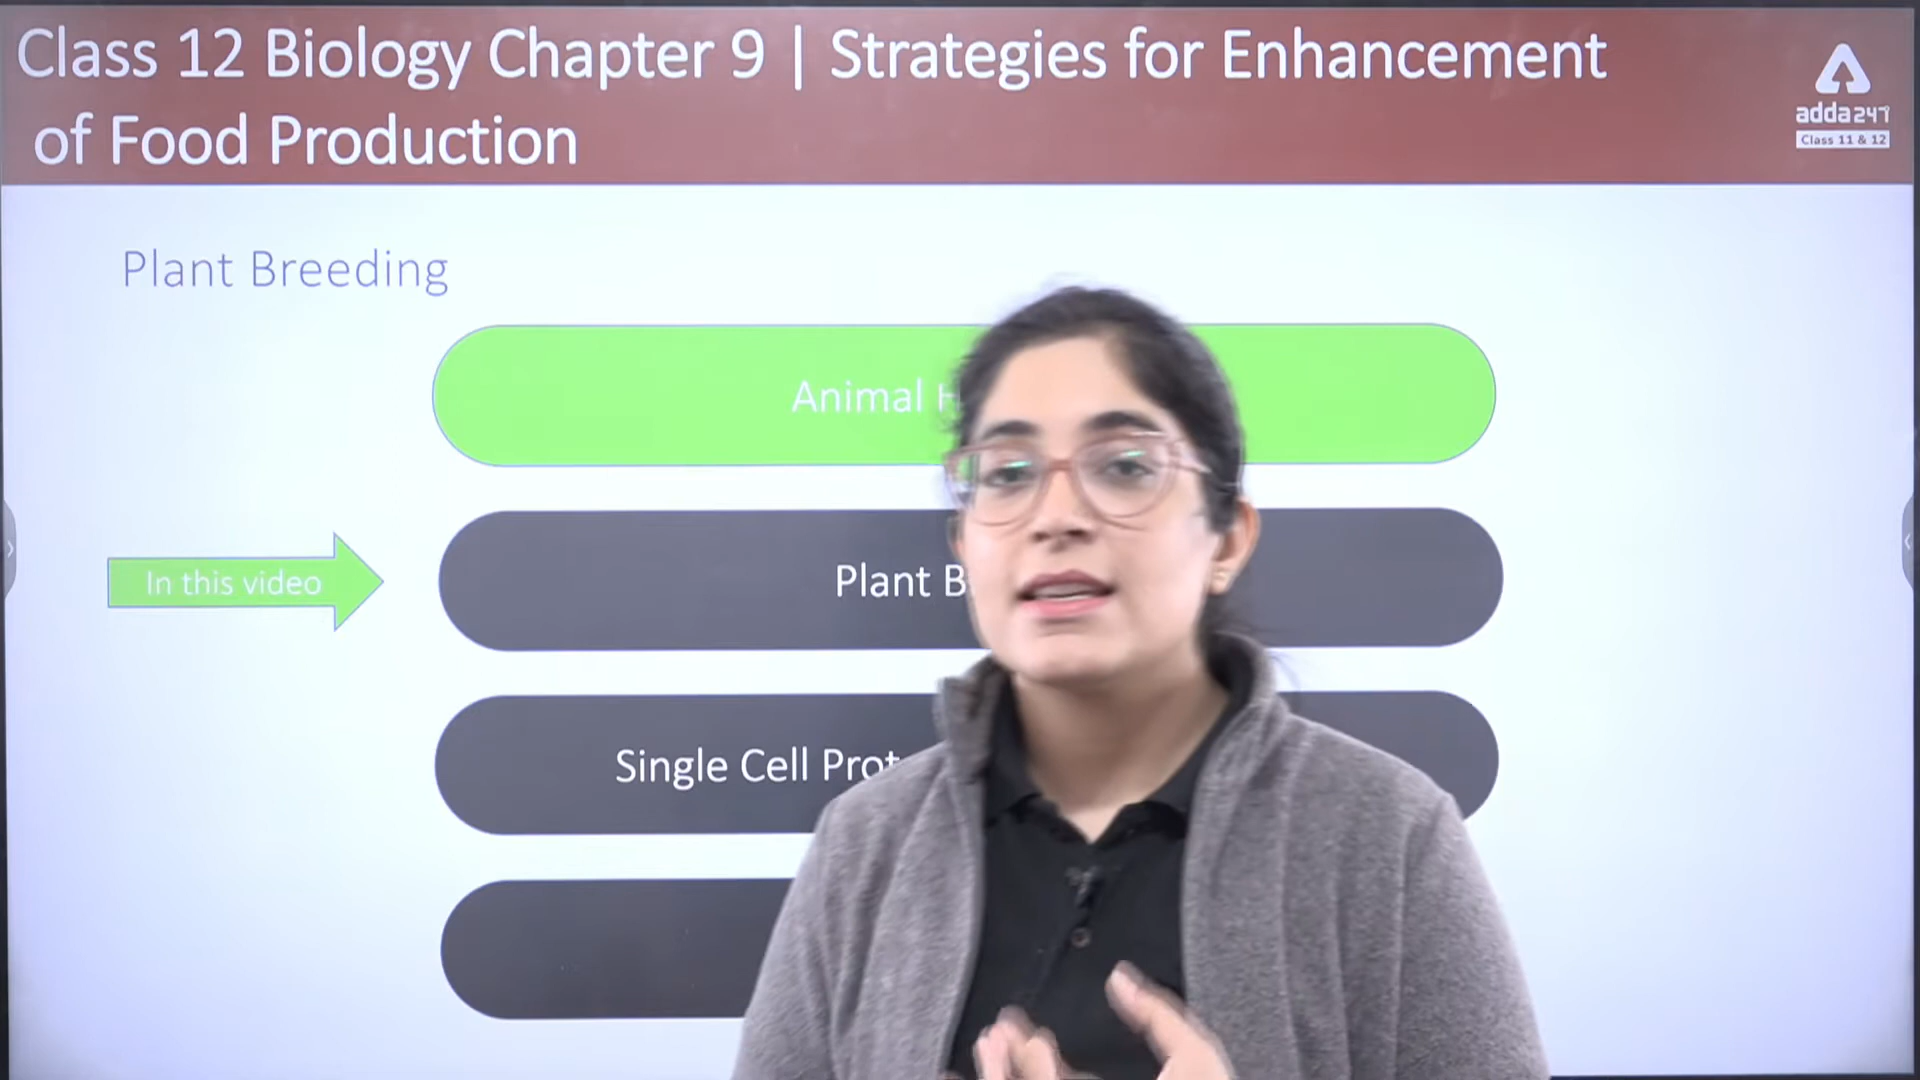 Class 12 Biology Chapter 9 | Strategies for Enhancement
of Food Production
adda247
Class 11 & 12
Plant Breeding
Animal
In this video
Plant
Single Cell